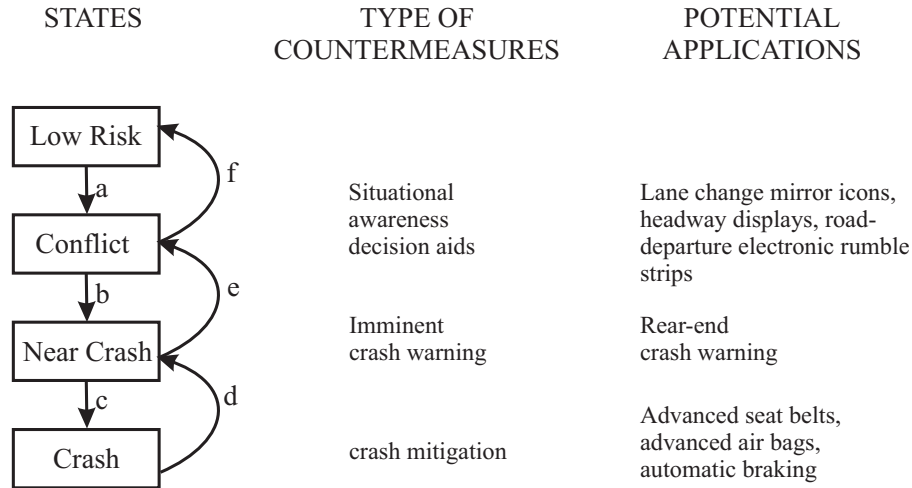 STATES
TYPE OF
COUNTERMEASURES
POTENTIAL
APPLICATIONS
Low Risk
a
f
Conflict
Situational
awareness
decision aids
Lane change mirror icons,
headway displays, road-
departure electronic rumble
strips
b
e
Near Crash
Imminent
crash warning
Rear-end
crash warning
c
d
Crash
crash mitigation
Advanced seat belts,
advanced air bags,
automatic braking